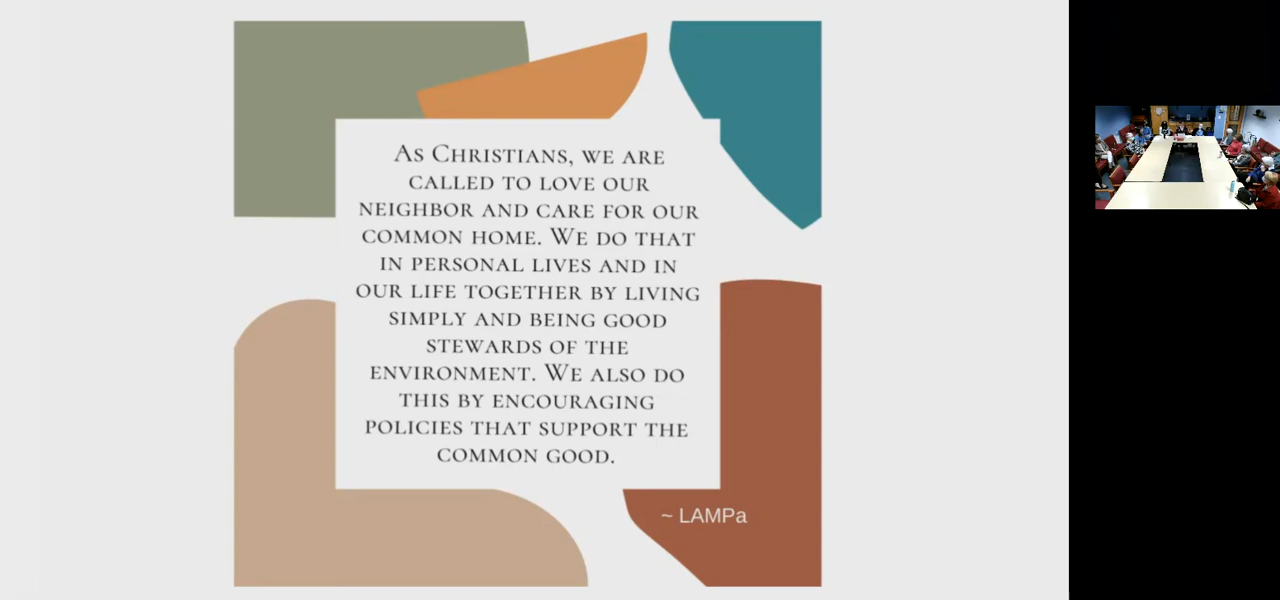 As Christians, we are
called to love our
neighbor and care for our
common home. We do that
in personal lives and in
our life together by living
simply and being good
stewards of the
environment. We also do
this by encouraging
policies that support the
common good.
~ LAMPa